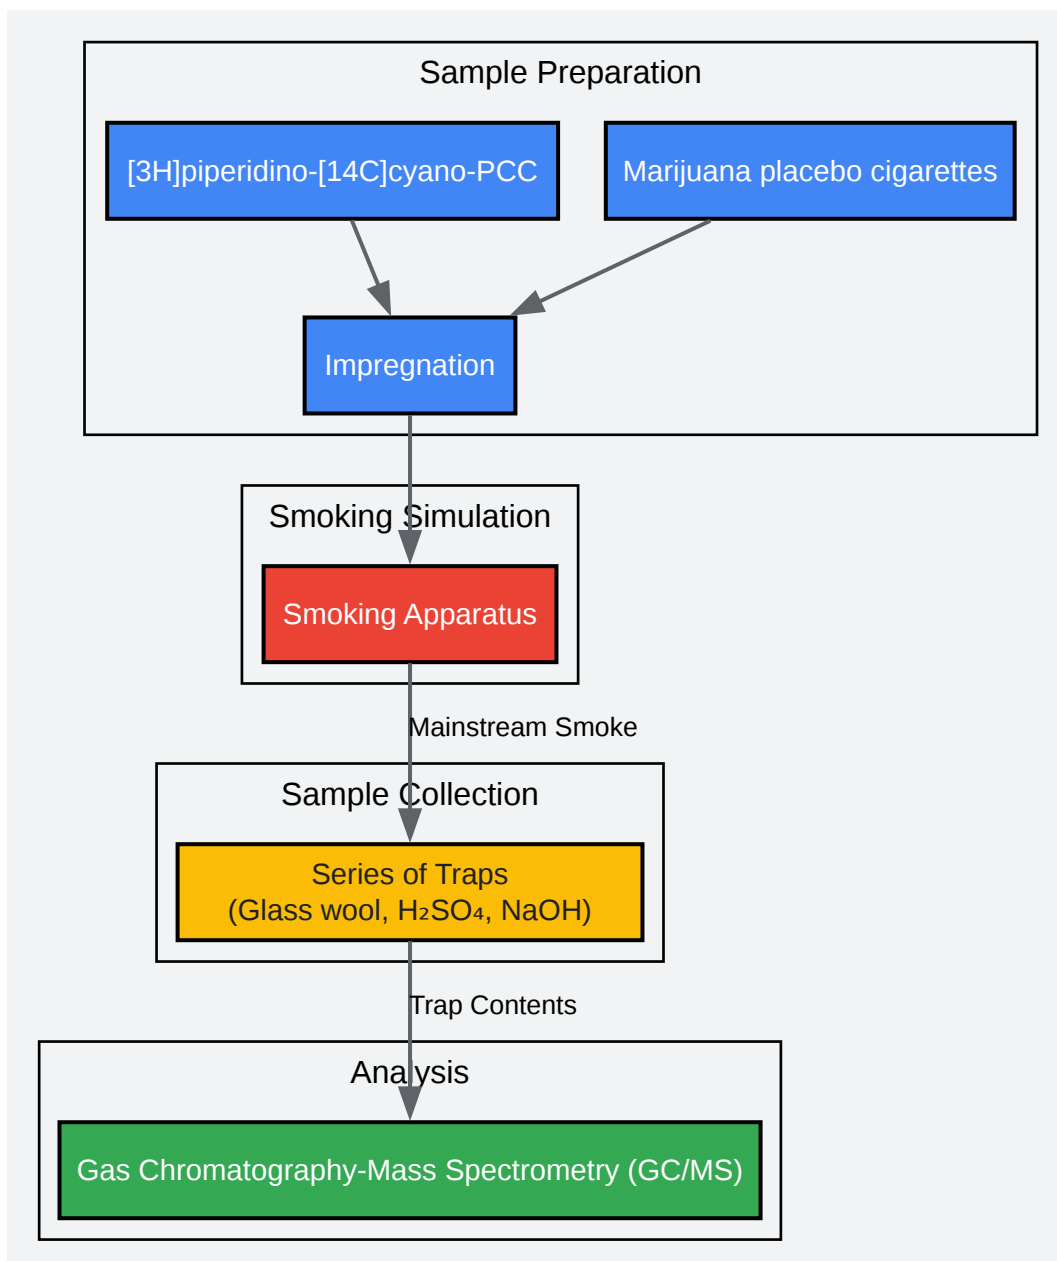 Sample Preparation
[3H]piperidino-[14C]cyano-PCC
Marijuana placebo cigarettes
Impregnation
Smoking Simulation
Smoking Apparatus
Mainstream Smoke
Sample Collection
Series of Traps
(Glass wool, H₂SO₄, NaOH)
Trap Contents
Analysis
Gas Chromatography-Mass Spectrometry (GC/MS)